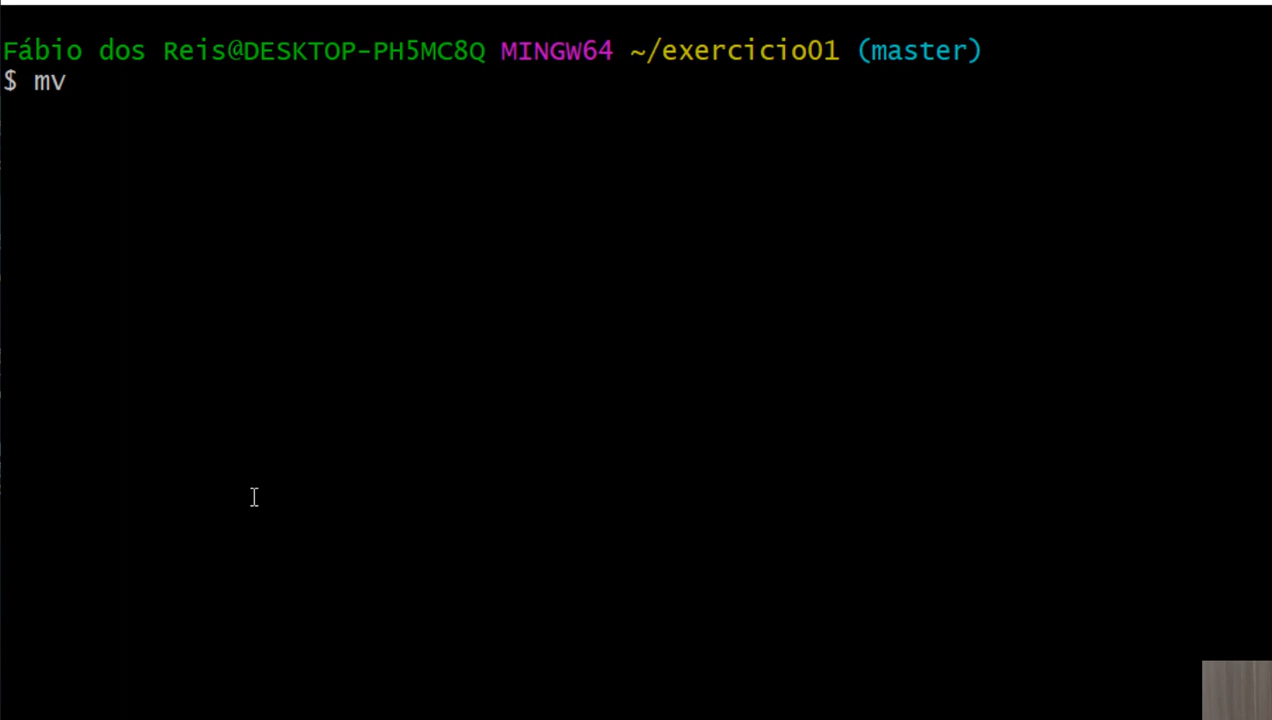 Fábio dos Reis@DESKTOP-PH5MC8Q MINGW64 ~/exercicio01 (master)
$ mv